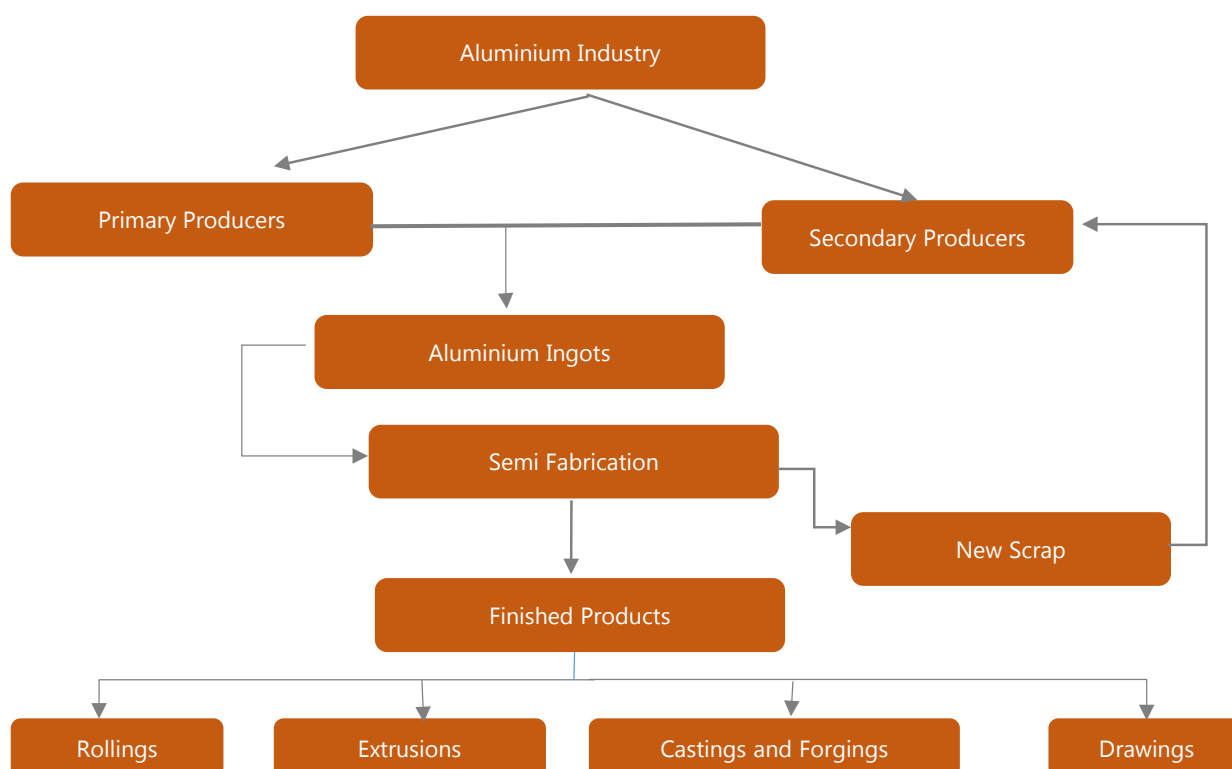 Aluminium Industry
Primary Producers
Secondary Producers
Aluminium Ingots
Semi Fabrication
New Scrap
Finished Products
Rollings
Extrusions
Castings and Forgings
Drawings